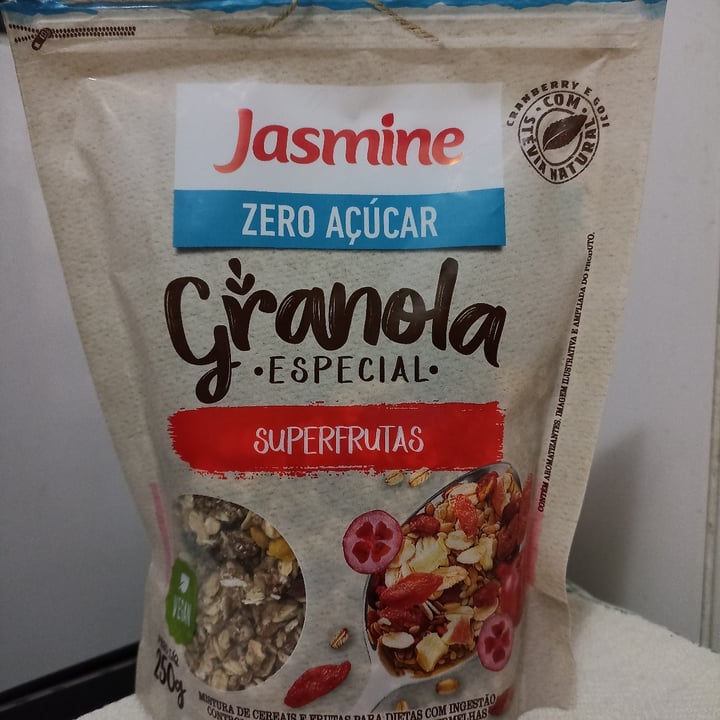 Jasmine
ZERO AÇÚCAR
CRANBERRY E GOJI
COM
STÉVIA NATURAL
Granola
ESPECIAL
SUPERFRUTAS
CONTÉM AROMATIZANTES. IMAGEM ILUSTRATIVA E AMPLIADA DO PRODUTO.
VEGAN
250g
MISTURA DE CEREAIS E FRUTAS PARA DIETAS COM INGESTÃO